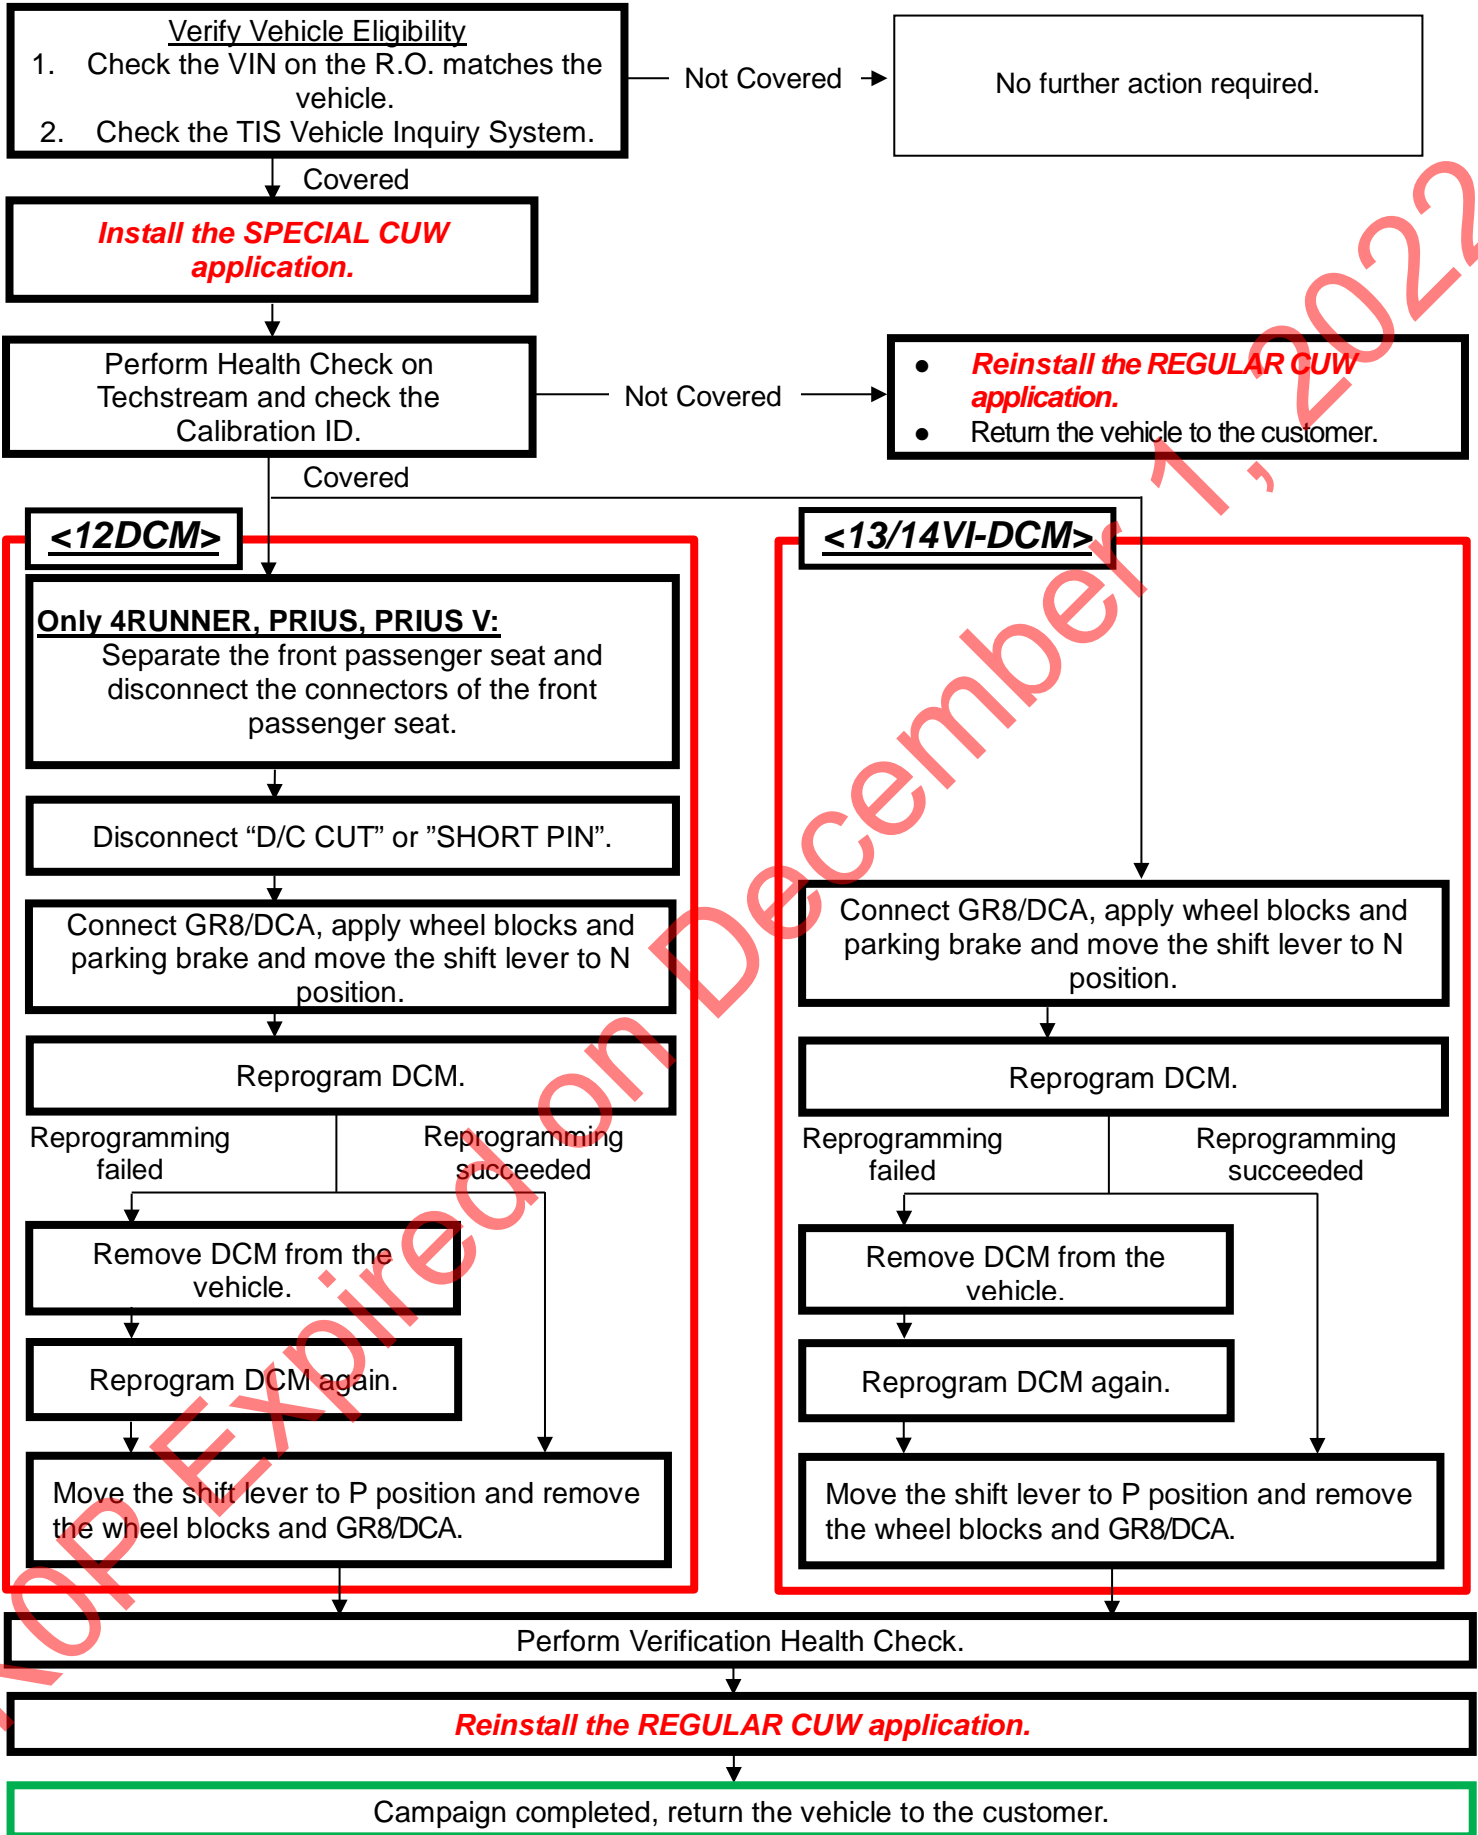 Verify Vehicle Eligibility
1. Check the VIN on the R.O. matches the
vehicle.
2. Check the TIS Vehicle Inquiry System.
Not Covered
No further action required.
Covered
Install the SPECIAL CUW
application.
Perform Health Check on
Techstream and check the
Calibration ID.
Not Covered
● Reinstall the REGULAR CUW
application.
● Return the vehicle to the customer.
Covered
<12DCM>
Only 4RUNNER, PRIUS, PRIUS V:
Separate the front passenger seat and
disconnect the connectors of the front
passenger seat.
Disconnect “D/C CUT” or ”SHORT PIN”.
Connect GR8/DCA, apply wheel blocks and
parking brake and move the shift lever to N
position.
Reprogram DCM.
Reprogramming
failed
Reprogramming
succeeded
Remove DCM from the
vehicle.
Reprogram DCM again.
Move the shift lever to P position and remove
the wheel blocks and GR8/DCA.
<13/14VI-DCM>
Connect GR8/DCA, apply wheel blocks and
parking brake and move the shift lever to N
position.
Reprogram DCM.
Reprogramming
failed
Reprogramming
succeeded
Remove DCM from the
vehicle.
Reprogram DCM again.
Move the shift lever to P position and remove
the wheel blocks and GR8/DCA.
Perform Verification Health Check.
Reinstall the REGULAR CUW application.
Campaign completed, return the vehicle to the customer.
Expired on December 1, 2022